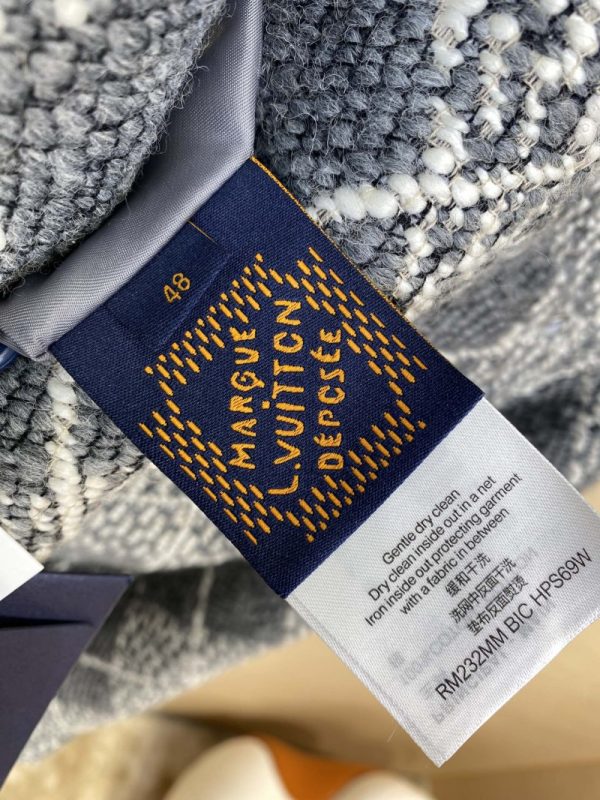 48
MARQUE
L.VUITTON
DÉPOSÉE
Gentle dry clean
Dry clean inside out in a net
Iron inside out protecting garment
with a fabric in between
缓和干洗
洗网中反面干洗
垫布反面熨烫
RM232MM B/C HPS69W